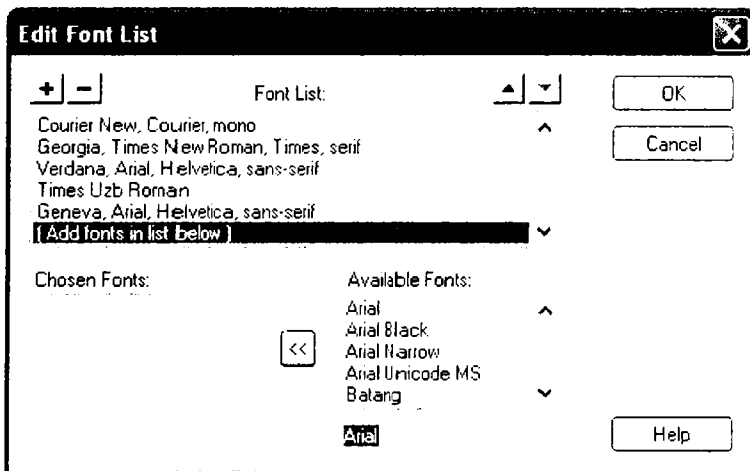 Edit Font List
+ - Font List:
OK
Courier New, Courier, mono
Georgia, Times New Roman, Times, serif
Verdana, Arial, Helvetica, sans-serif
Times Uzb Roman
Geneva, Arial, Helvetica, sans-serif
( Add fonts in list below )
Cancel
Chosen Fonts:
<<
Available Fonts:
Arial
Arial Black
Arial Narrow
Arial Unicode MS
Batang
Arial
Help